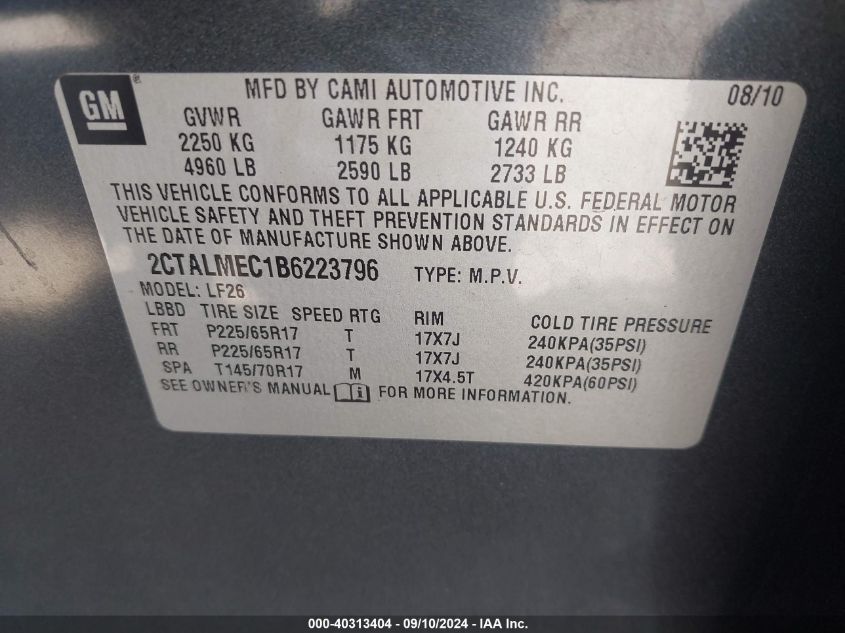 GM ®
MFD BY CAMI AUTOMOTIVE INC. 08/10
GVWR GAWR FRT GAWR RR
2250 KG 1175 KG 1240 KG
4960 LB 2590 LB 2733 LB
THIS VEHICLE CONFORMS TO ALL APPLICABLE U.S. FEDERAL MOTOR
VEHICLE SAFETY AND THEFT PREVENTION STANDARDS IN EFFECT ON
THE DATE OF MANUFACTURE SHOWN ABOVE.
2CTALMEC1B6223796 TYPE: M.P.V.
MODEL: LF26
LBBD TIRE SIZE SPEED RTG RIM COLD TIRE PRESSURE
FRT P225/65R17 T 17X7J 240KPA(35PSI)
RR P225/65R17 T 17X7J 240KPA(35PSI)
SPA T145/70R17 M 17X4.5T 420KPA(60PSI)
SEE OWNER'S MANUAL FOR MORE INFORMATION.
000-40313404 - 09/10/2024 - IAA Inc.